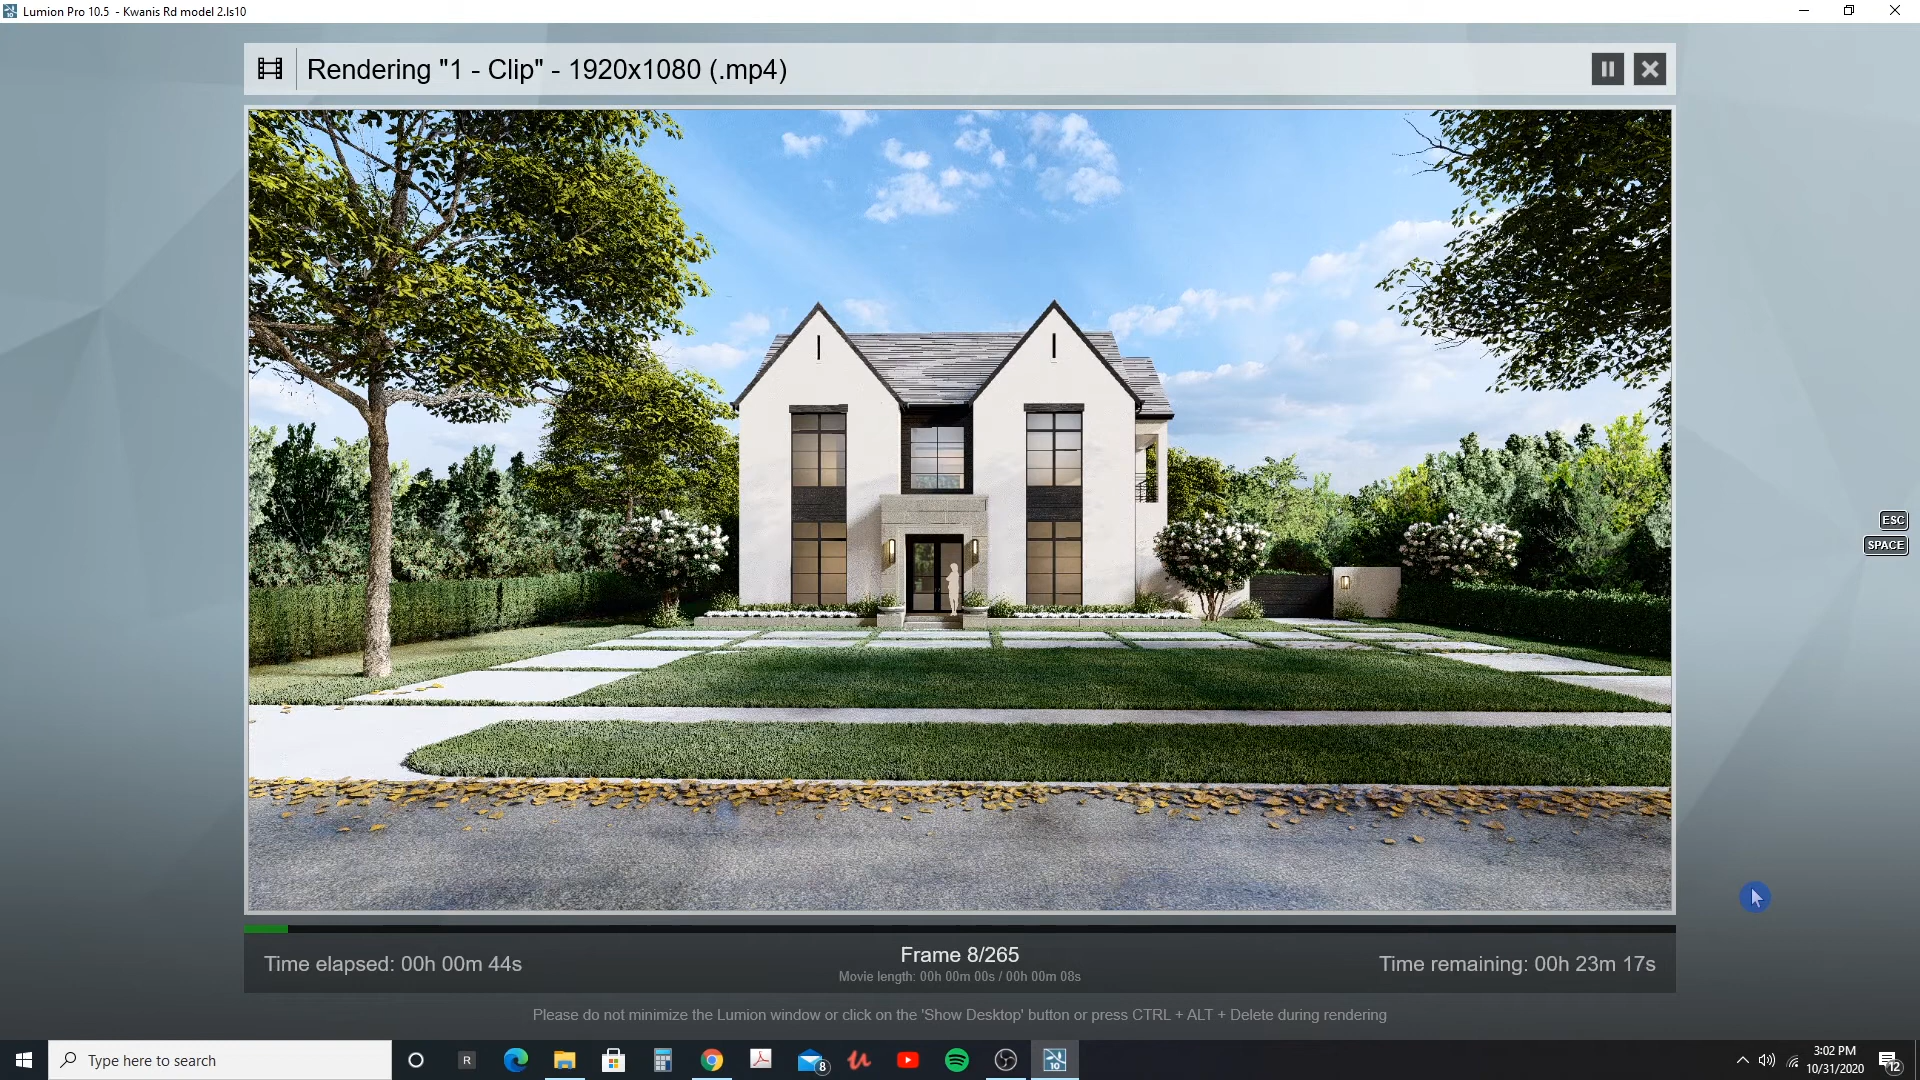 Lumion Pro 10.5 - Kwanis Rd model 2.ls10
Rendering "1 - Clip" - 1920x1080 (.mp4)
ESC
SPACE
Time elapsed: 00h 00m 44s
Frame 8/265
Movie length: 00h 00m 00s / 00h 00m 08s
Time remaining: 00h 23m 17s
Please do not minimize the Lumion window or click on the 'Show Desktop' button or press CTRL + ALT + Delete during rendering
Type here to search
R
8
10
3:02 PM
10/31/2020
12